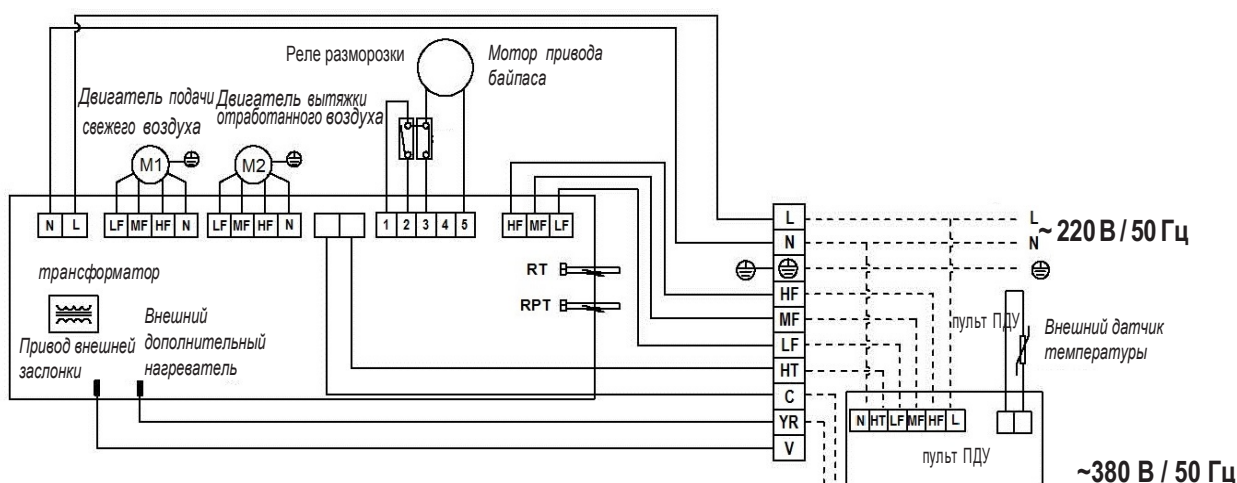 Реле разморозки
Мотор привода
байпаса
Двигатель подачи
свежего воздуха
Двигатель вытяжки
отработанного воздуха
M1
M2
N L
LF MF HF N
LF MF HF N
1 2 3 4 5
HF MF LF
RT
RPT
трансформатор
Привод внешней
заслонки
Внешний
дополнительный
нагреватель
L
N
HF
MF
LF
HT
C
YR
V
L
N
~ 220 В / 50 Гц
пульт ПДУ
Внешний датчик
температуры
N HT LF MF HF L
пульт ПДУ
~380 В / 50 Гц